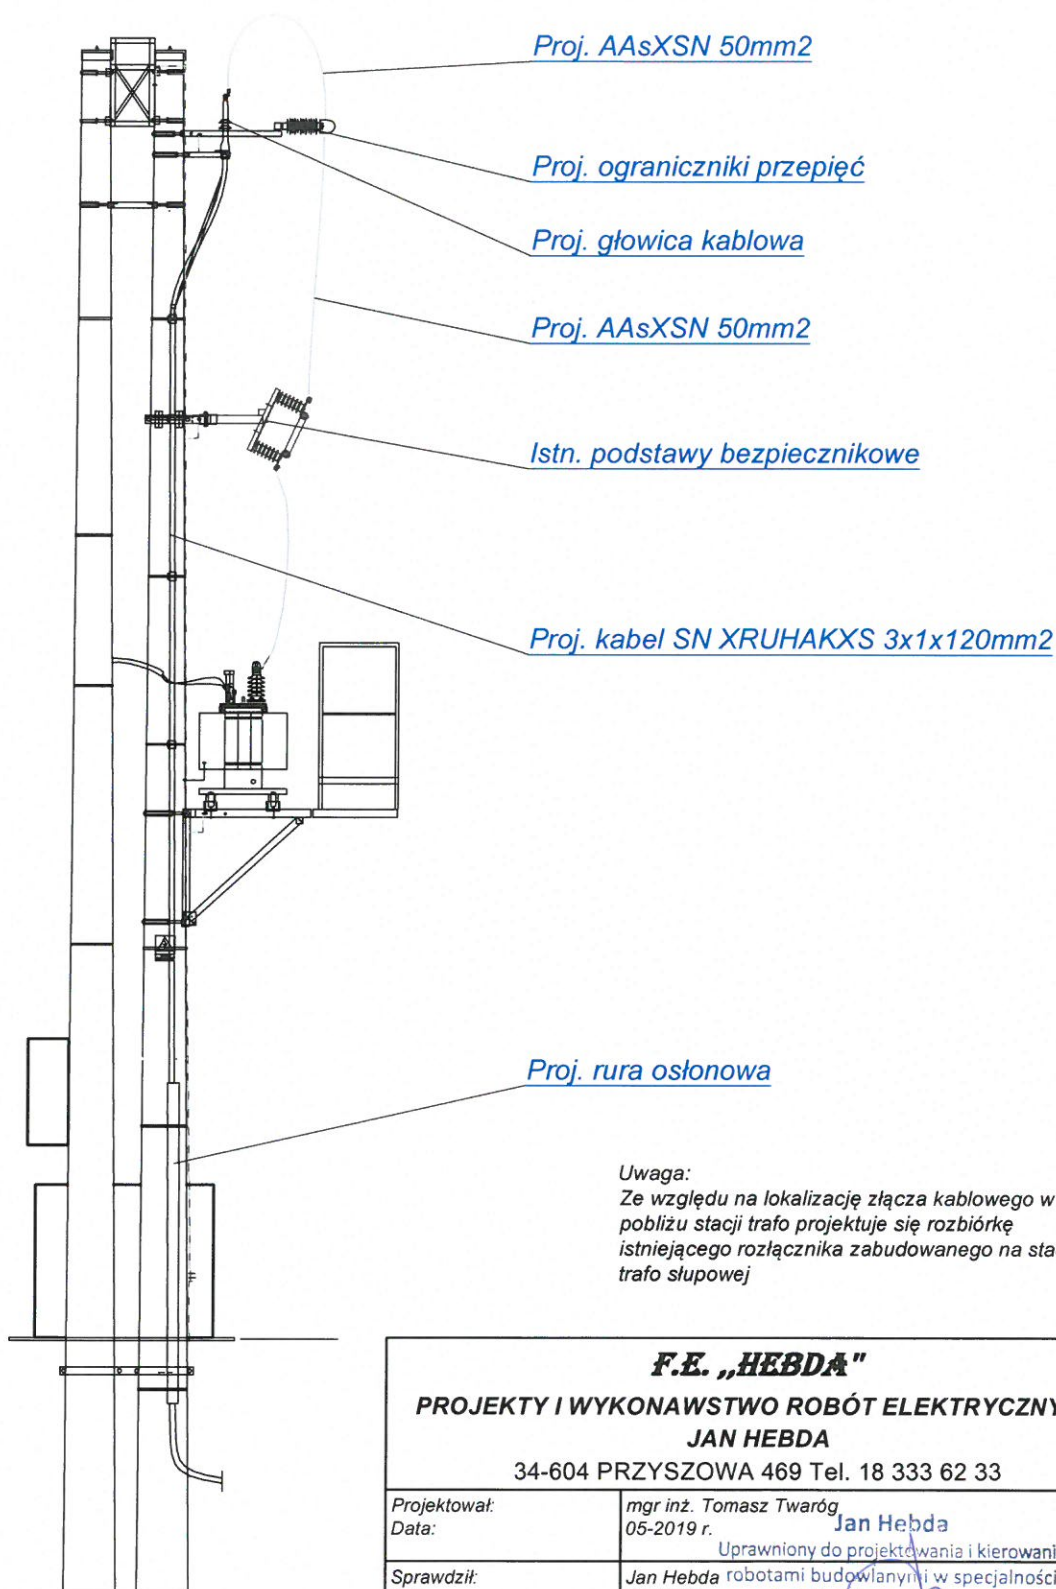 Proj. AAsXSN 50mm2
Proj. ograniczniki przepięć
Proj. głowica kablowa
Proj. AAsXSN 50mm2
Istn. podstawy bezpiecznikowe
Proj. kabel SN XRUHAKXS 3x1x120mm2
Proj. rura osłonowa
Uwaga:
Ze względu na lokalizację złącza kablowego w
pobliżu stacji trafo projektuje się rozbiórkę
istniejącego rozłącznika zabudowanego na sta
trafo słupowej
F.E. „HEBDA"
PROJEKTY I WYKONAWSTWO ROBÓT ELEKTRYCZNY
JAN HEBDA
34-604 PRZYSZOWA 469 Tel. 18 333 62 33
Projektował: mgr inż. Tomasz Twaróg
Data: 05-2019 r.
Jan Hebda
Uprawniony do projektowania i kierowani
Sprawdził: Jan Hebda robotami budowlanymi w specjalności